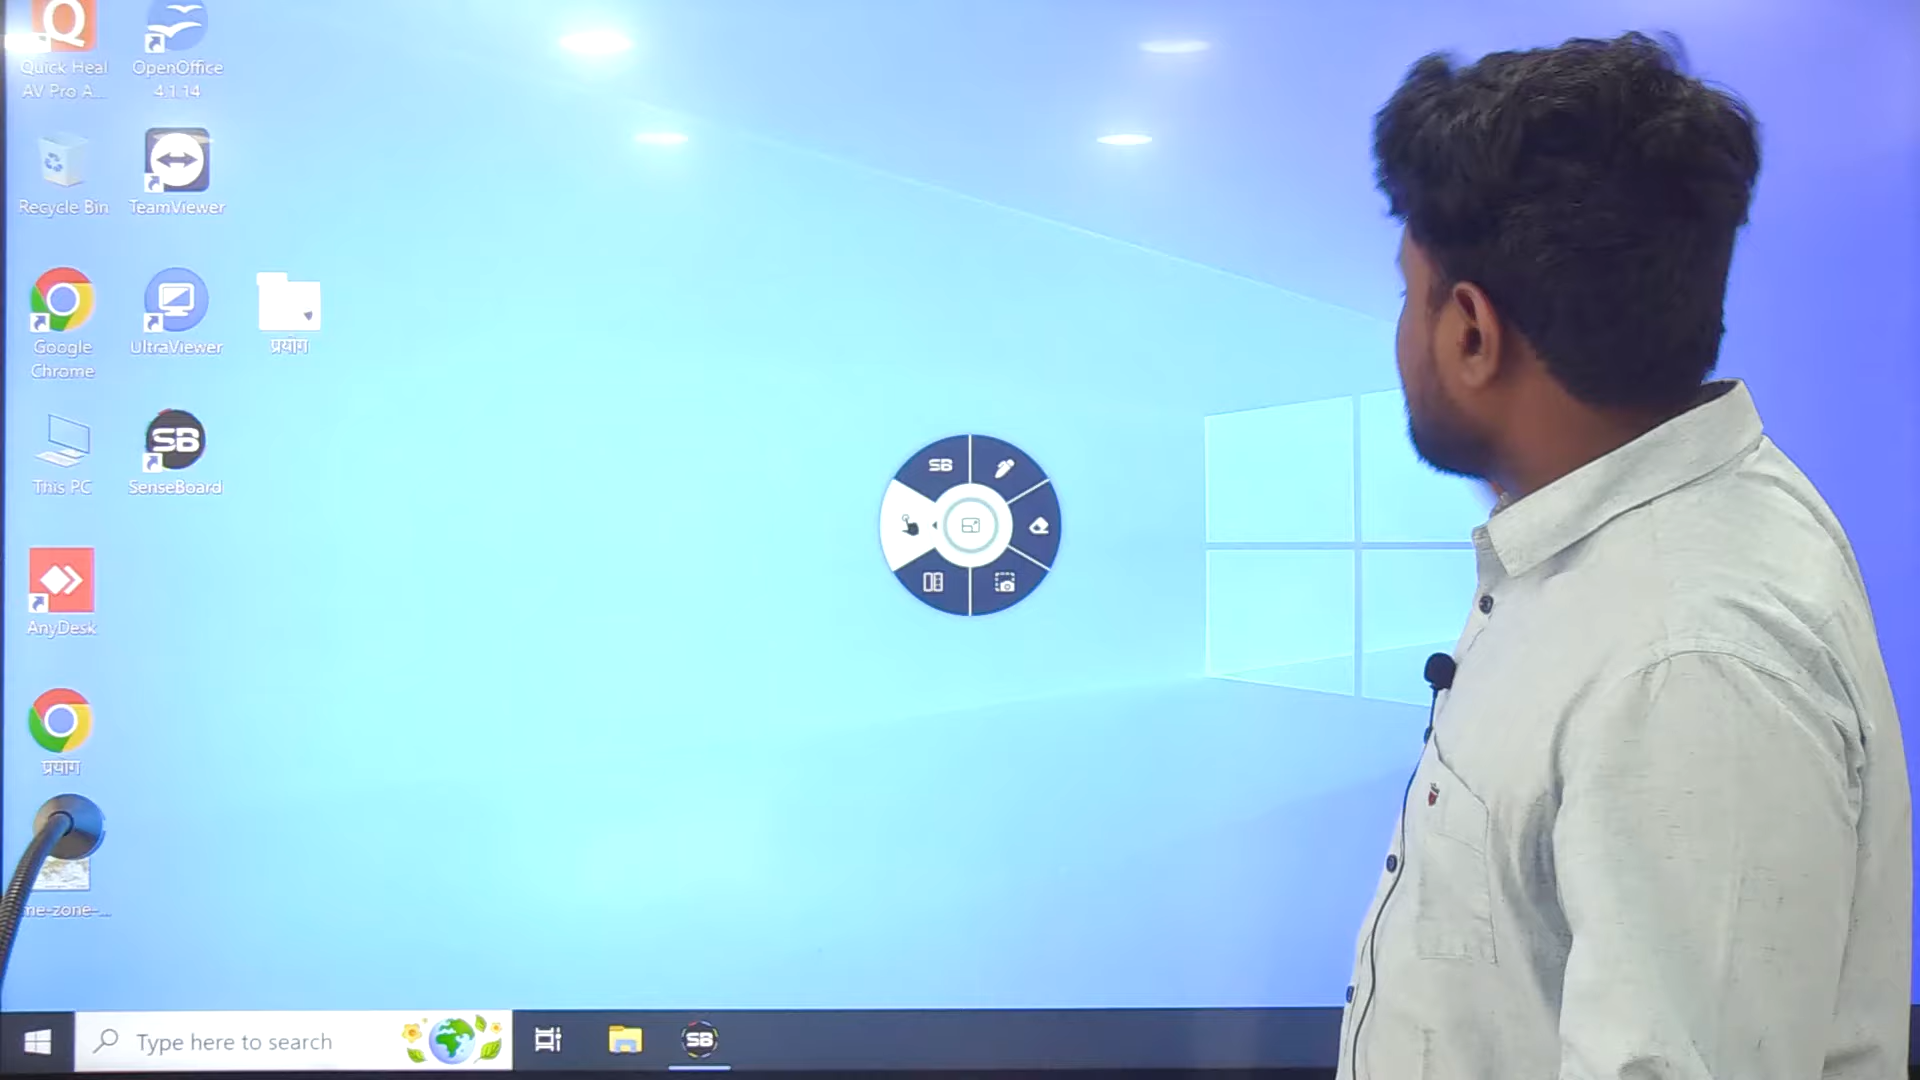 Quick Heal
AV Pro A...
OpenOffice
4.1.14
Recycle Bin
TeamViewer
Google
Chrome
UltraViewer
प्रयोग
This PC
SB
SenseBoard
SB
AnyDesk
प्रयोग
me-zone-...
Type here to search
SB